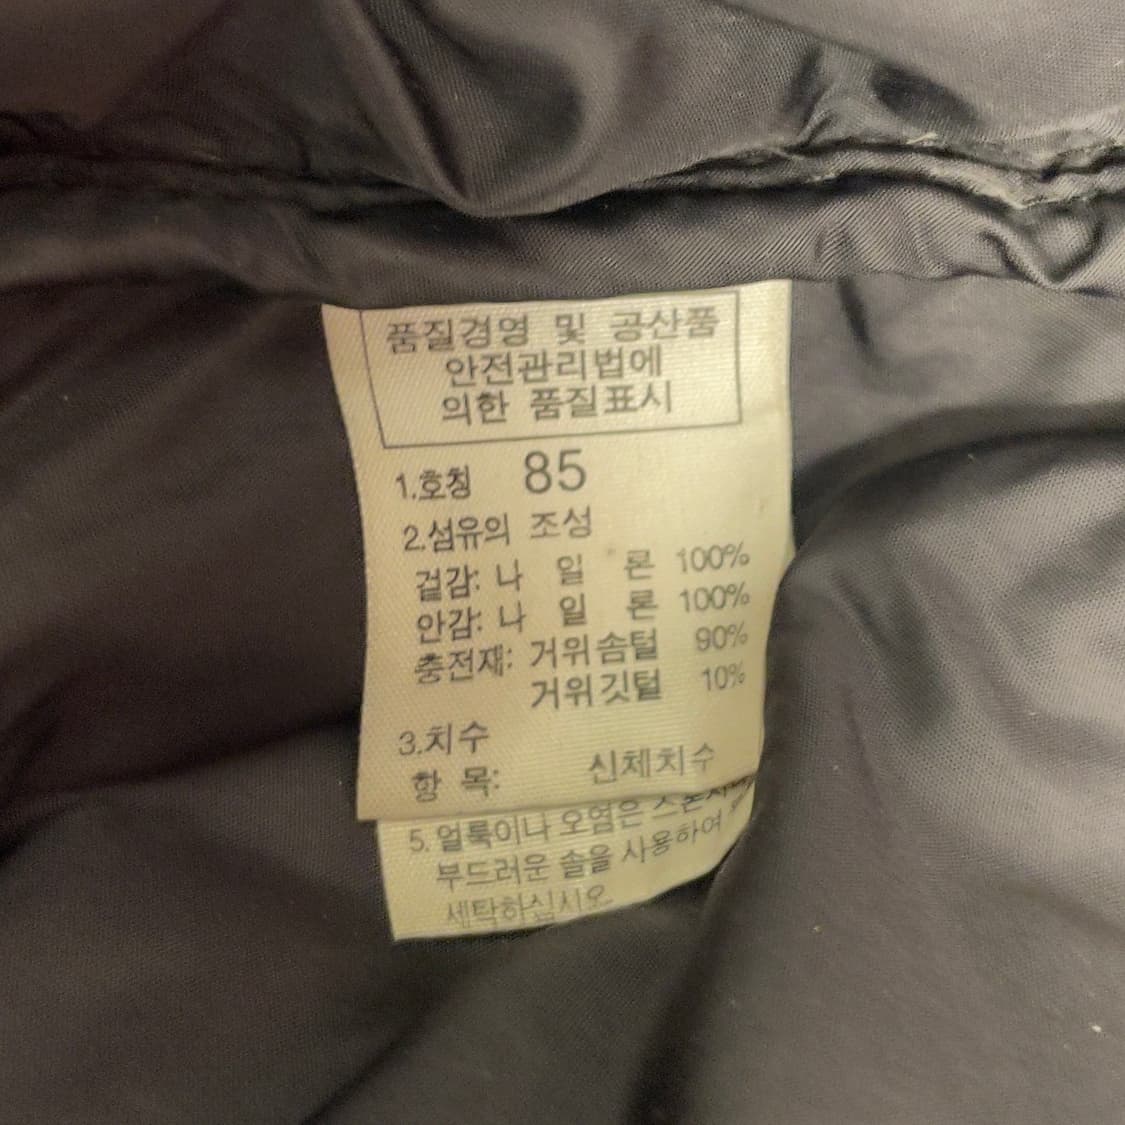 품질경영 및 공산품
안전관리법에
의한 품질표시
1.호칭 85
2.섬유의 조성
겉감: 나 일 론 100%
안감: 나 일 론 100%
충전재: 거위솜털 90%
거위깃털 10%
3.치수
항 목: 신체치수
5. 얼룩이나 오염은
부드러운 솔을 사용하여
세탁하십시오